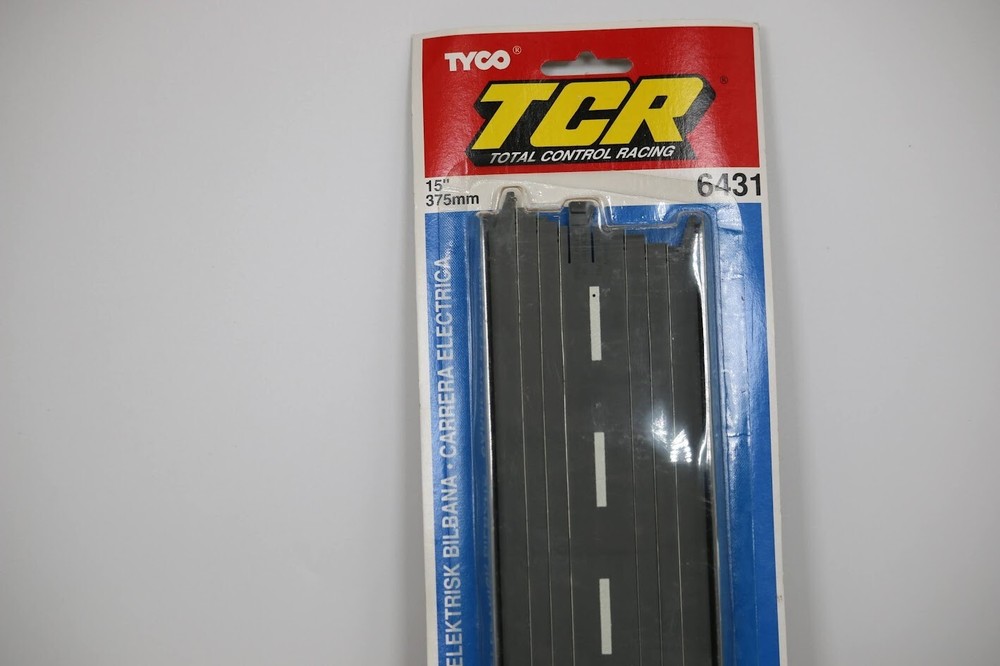 TYCO®
TCR®
TOTAL CONTROL RACING
15"
375mm
6431
ELEKTRISK BILBANA · CARRERA ELECTRICA